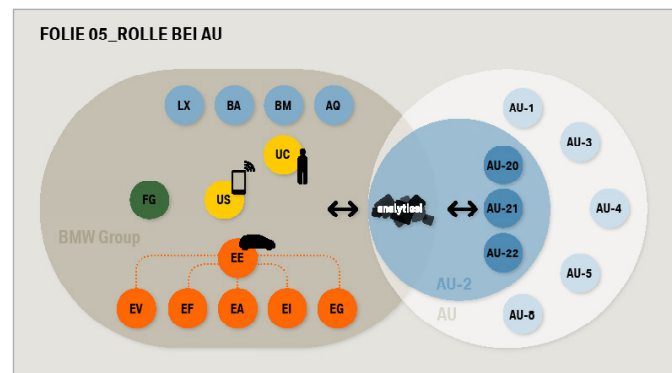 FOLIE 05_ROLLE BEI AU
LX
BA
BM
AQ
AU-1
AU-3
UC
AU-20
FG
US
analytical
AU-21
AU-4
BMW Group
EE
AU-22
AU-5
AU-2
AU
EV
EF
EA
EI
EG
AU-6